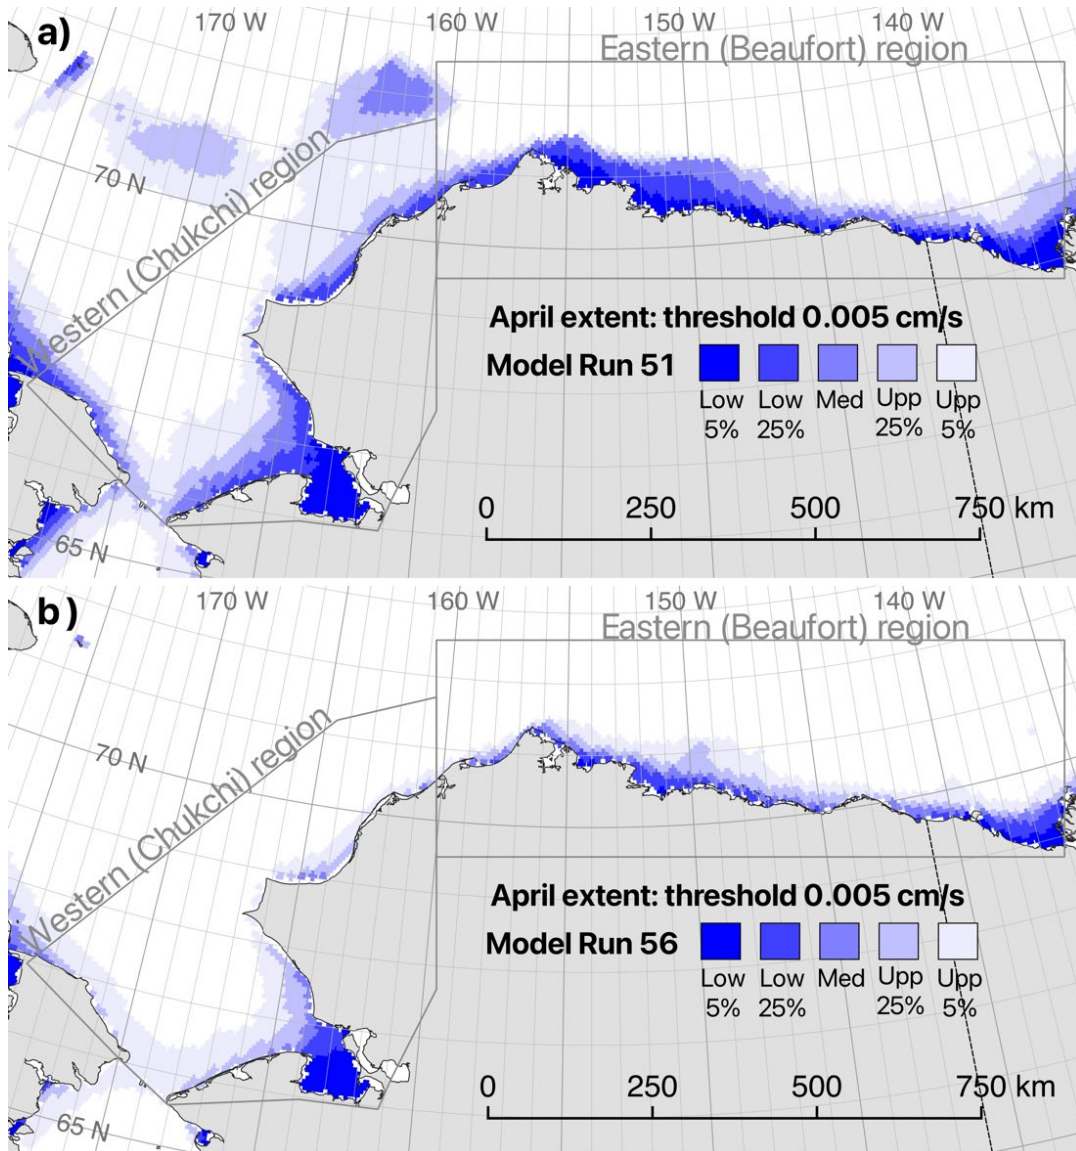 a)
170 W
160 W
150 W
140 W
Eastern (Beaufort) region
70 N
Western (Chukchi) region
April extent: threshold 0.005 cm/s
Model Run 51
Low Low Med Upp Upp
5% 25% 25% 5%
0 250 500 750 km
65 N
b)
170 W
160 W
150 W
140 W
Eastern (Beaufort) region
70 N
Western (Chukchi) region
April extent: threshold 0.005 cm/s
Model Run 56
Low Low Med Upp Upp
5% 25% 25% 5%
0 250 500 750 km
65 N